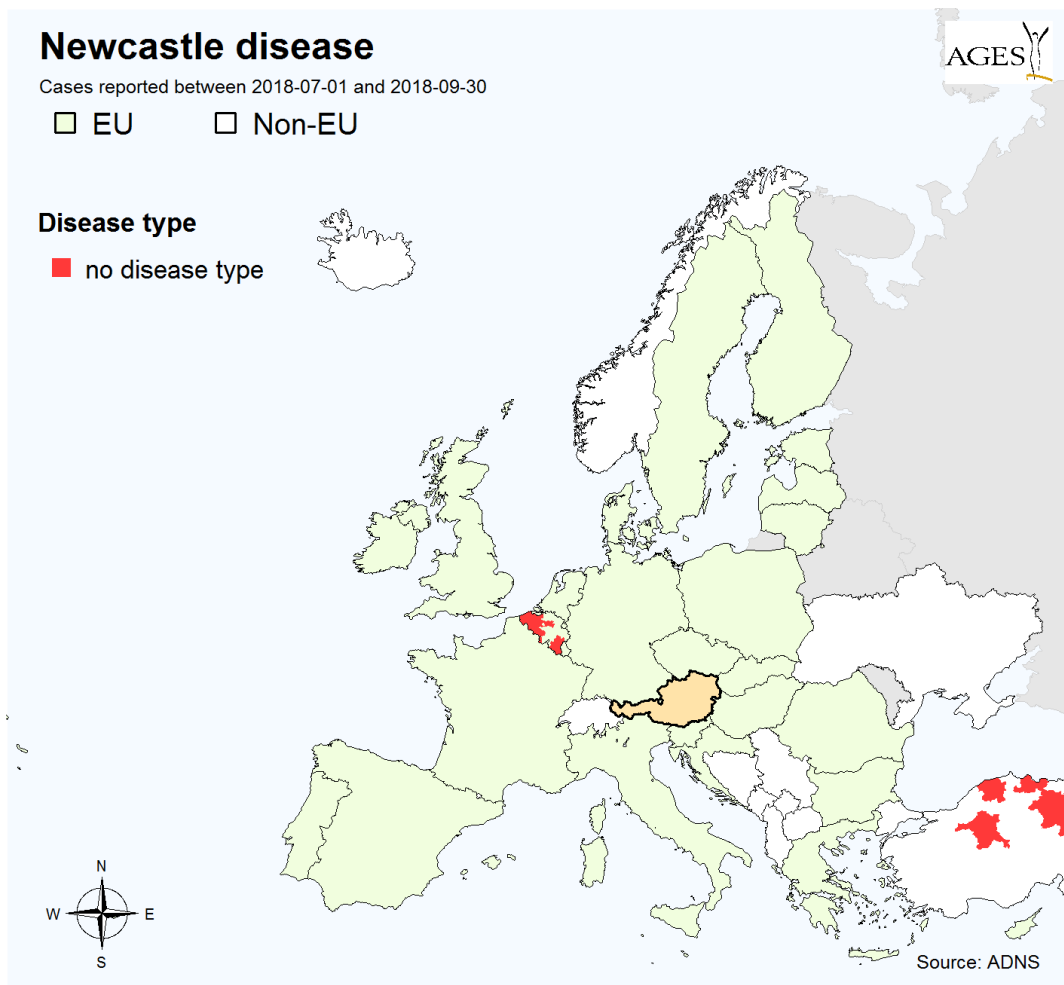 Newcastle disease
Cases reported between 2018-07-01 and 2018-09-30
EU Non-EU
AGES
Disease type
no disease type
N
W E
S
Source: ADNS